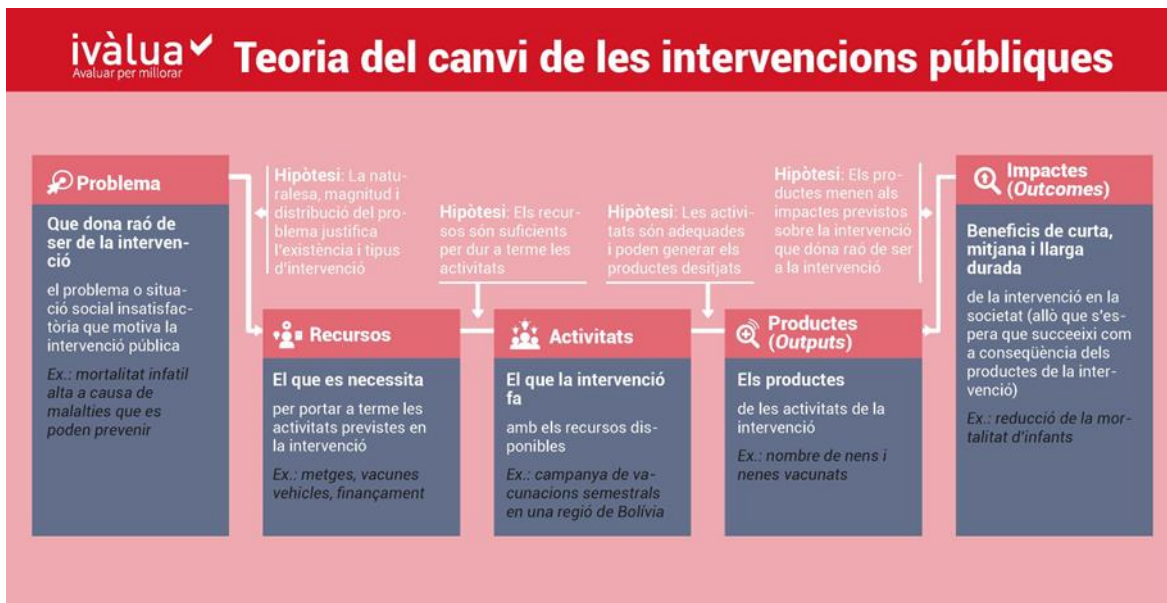 ivàlua
Avaluar per millorar
Teoria del canvi de les intervencions públiques
Problema
Que dona raó de
ser de la interven-
ció
el problema o situa-
ció social insatisfac-
tòria que motiva la
intervenció pública
Ex.: mortalitat infatil
alta a causa de
malalties que es
poden prevenir
Hipòtesi: La natu-
ralesa, magnitud i
distribució del pro-
blema justifica
l'existència i tipus
d'intervenció
Recursos
El que es necessita
per portar a terme les
activitats previstes en
la intervenció
Ex.: metges, vacunes
vehicles, finançament
Hipòtesi: Els recur-
sos són suficients
per dur a terme les
activitats
Activitats
El que la intervenció
fa
amb els recursos dis-
ponibles
Ex.: campanya de va-
cunacions semestrals
en una regió de Bolívia
Hipòtesi: Les activi-
tats són adequades
i poden generar els
productes desitjats
Productes
(Outputs)
Els productes
de les activitats de la
intervenció
Ex.: nombre de nens i
nenes vacunats
Hipòtesi: Els pro-
ductes menen als
impactes previstos
sobre la intervenció
que dóna raó de ser
a la intervenció
Impactes
(Outcomes)
Beneficis de curta,
mitjana i llarga
durada
de la intervenció en la
societat (allò que s'es-
pera que succeeixi com
a conseqüència dels
productes de la inter-
venció)
Ex.: reducció de la mor-
talitat d'infants